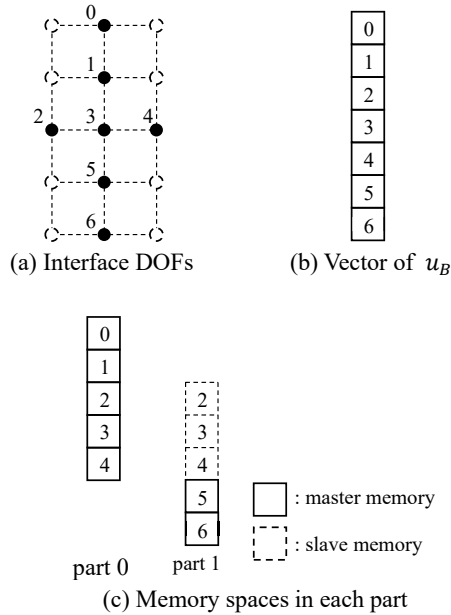 0
1
2 3 4
5
6
(a) Interface DOFs
0
1
2
3
4
5
6
(b) Vector of u_B
0
1
2
3
4
part 0
2
3
4
5
6
part 1
: master memory
: slave memory
(c) Memory spaces in each part